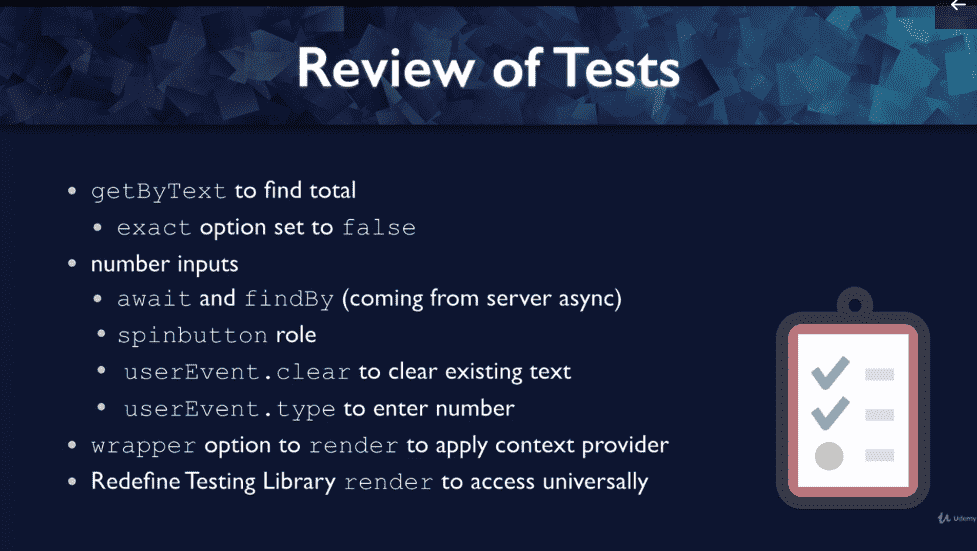 Review of Tests
• getByText to find total
• exact option set to false
• number inputs
• await and findBy (coming from server async)
• spinbutton role
• userEvent.clear to clear existing text
• userEvent.type to enter number
• wrapper option to render to apply context provider
• Redefine Testing Library render to access universally
Udemy